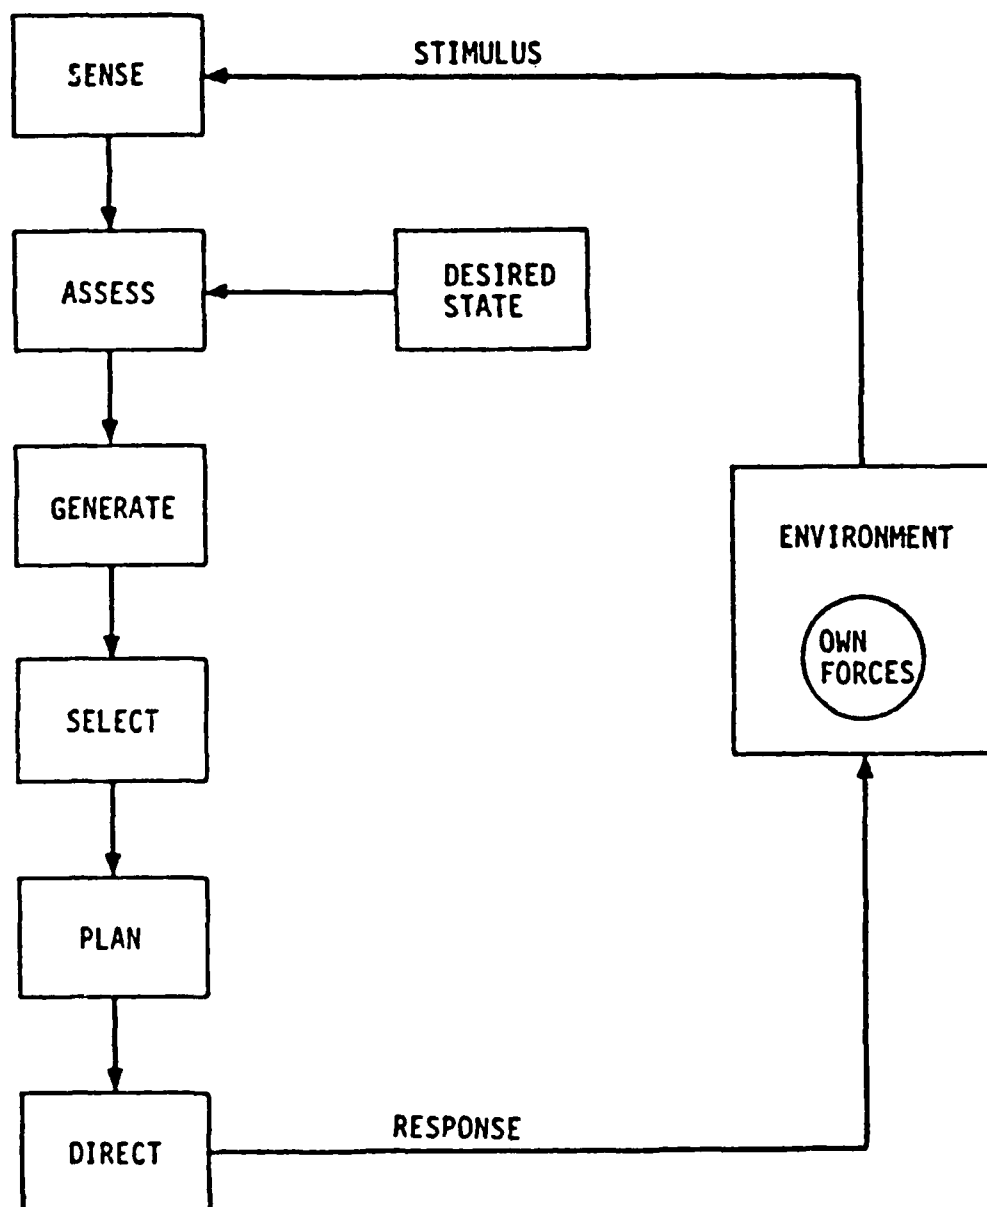 STIMULUS
SENSE
ASSESS
DESIRED
STATE
GENERATE
ENVIRONMENT
OWN
FORCES
SELECT
PLAN
RESPONSE
DIRECT